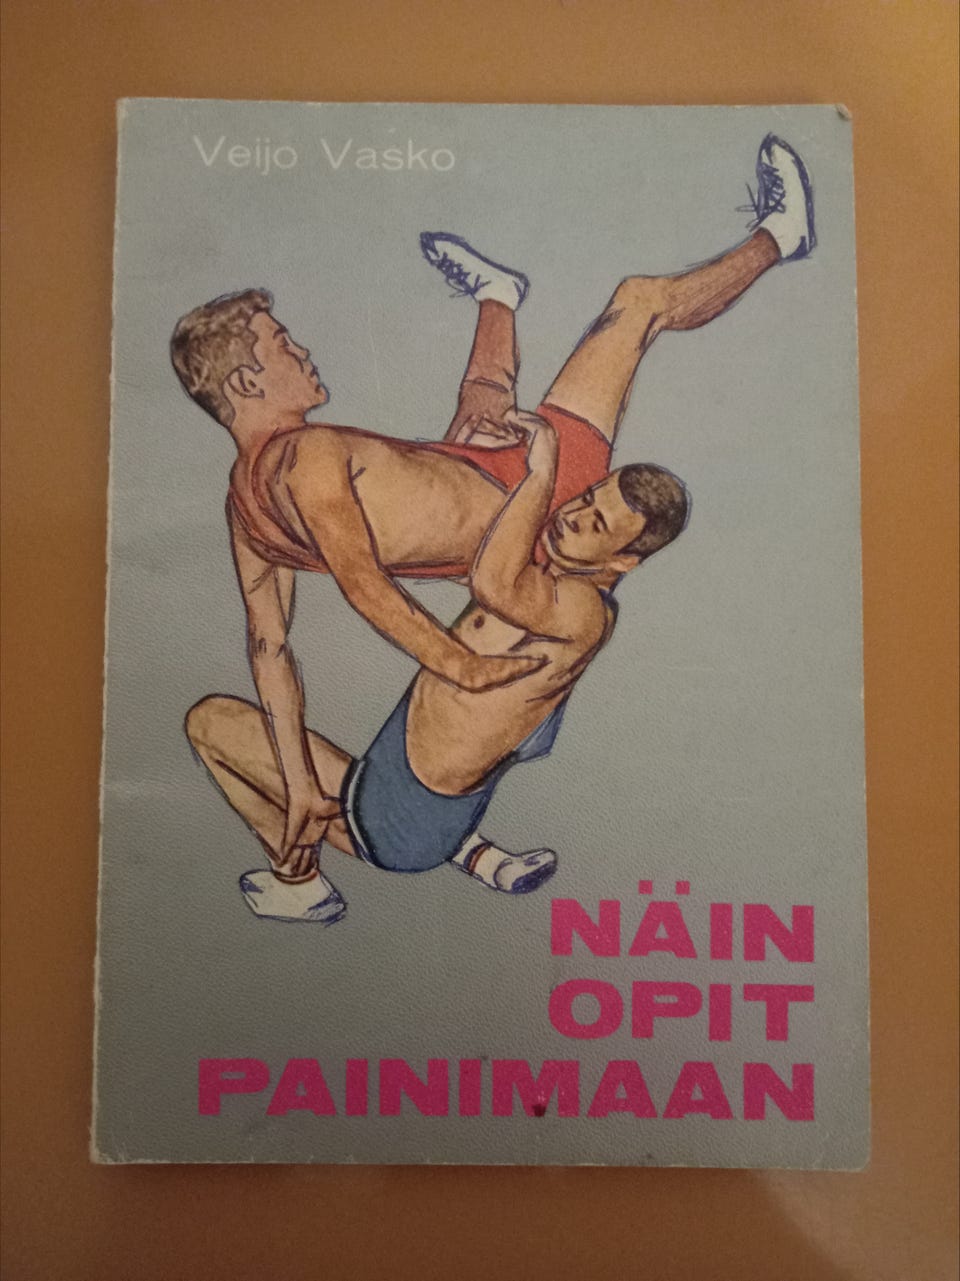 Veijo Vasko
NÄIN
OPIT
PAINIMAAN